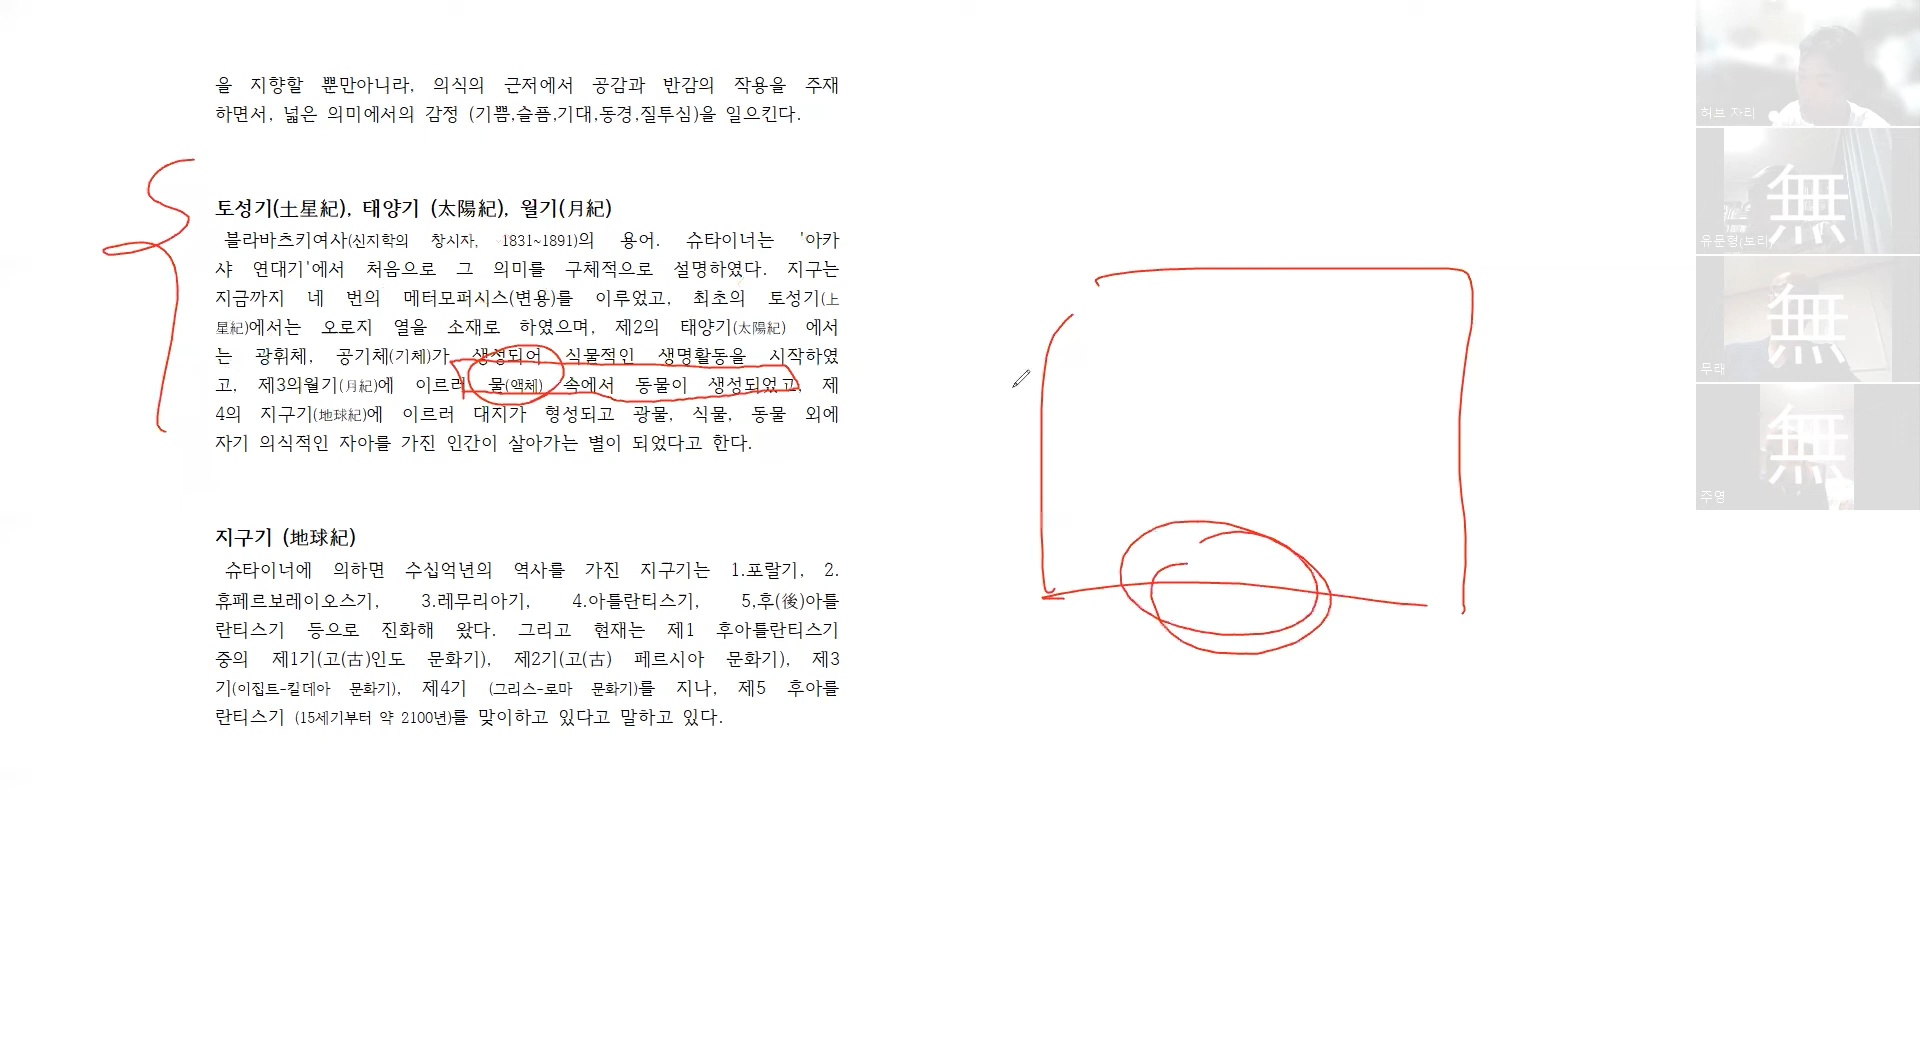 을 지향할 뿐만아니라, 의식의 근저에서 공감과 반감의 작용을 주재
하면서, 넓은 의미에서의 감정 (기쁨,슬픔,기대,동경,질투심)을 일으킨다.
토성기(土星紀), 태양기 (太陽紀), 월기(月紀)
블라바츠키여사(신지학의 창시자, 1831~1891)의 용어. 슈타이너는 '아카
샤 연대기'에서 처음으로 그 의미를 구체적으로 설명하였다. 지구는
지금까지 네 번의 메터모퍼시스(변용)를 이루었고, 최초의 토성기(土
星紀)에서는 오로지 열을 소재로 하였으며, 제2의 태양기(太陽紀) 에서
는 광휘체, 공기체(기체)가 생성되어 식물적인 생명활동을 시작하였
고, 제3의월기(月紀)에 이르러 물(액체) 속에서 동물이 생성되었고, 제
4의 지구기(地球紀)에 이르러 대지가 형성되고 광물, 식물, 동물 외에
자기 의식적인 자아를 가진 인간이 살아가는 별이 되었다고 한다.
지구기 (地球紀)
슈타이너에 의하면 수십억년의 역사를 가진 지구기는 1.포랄기, 2.
휴페르보레이오스기, 3.레무리아기, 4.아틀란티스기, 5,후(後)아틀
란티스기 등으로 진화해 왔다. 그리고 현재는 제1 후아틀란티스기
중의 제1기(고(古)인도 문화기), 제2기(고(古) 페르시아 문화기), 제3
기(이집트-킬데아 문화기), 제4기 (그리스-로마 문화기)를 지나, 제5 후아틀
란티스기 (15세기부터 약 2100년)를 맞이하고 있다고 말하고 있다.
허브 자리
無
유문형(보리)
無
두래
無
주영